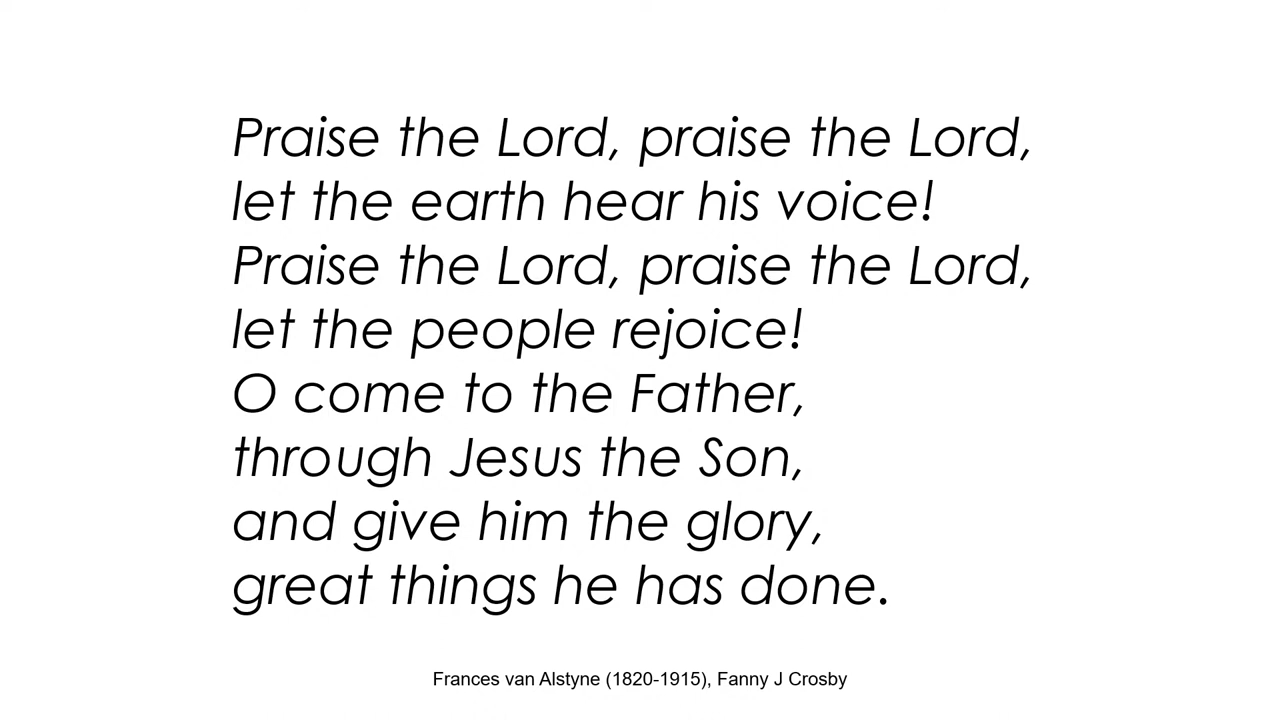 Praise the Lord, praise the Lord,
let the earth hear his voice!
Praise the Lord, praise the Lord,
let the people rejoice!
O come to the Father,
through Jesus the Son,
and give him the glory,
great things he has done.
Frances van Alstyne (1820-1915), Fanny J Crosby